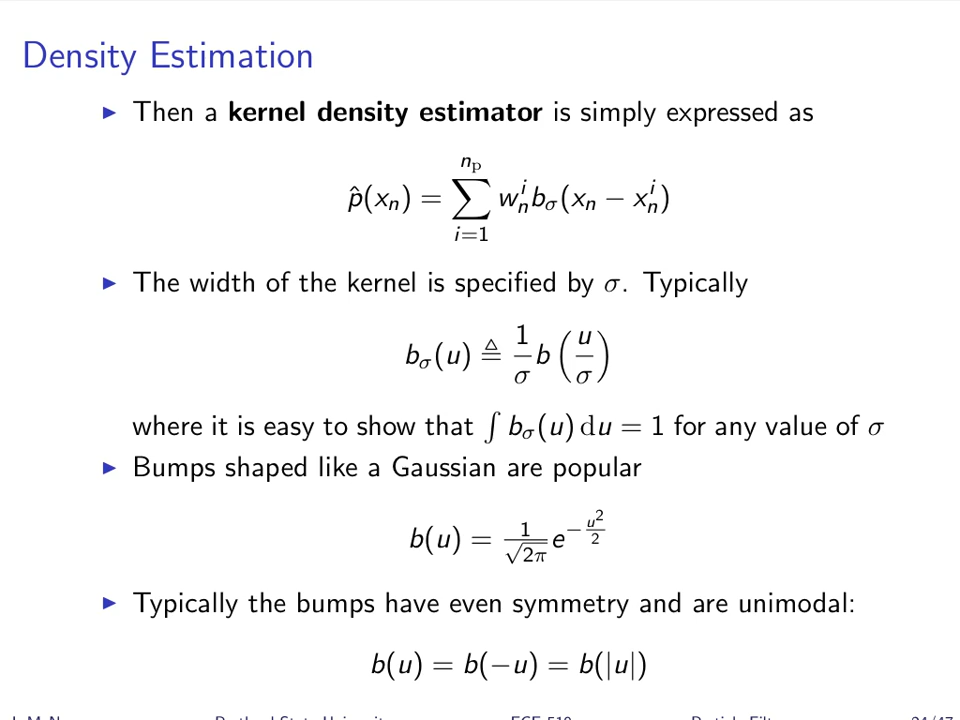 Density Estimation
▶ Then a kernel density estimator is simply expressed as
p̂(xₙ) = ∑_{i=1}^{n_p} wₙⁱ b_σ(xₙ − xₙⁱ)
▶ The width of the kernel is specified by σ. Typically
b_σ(u) ≜ (1/σ) b(u/σ)
where it is easy to show that ∫ b_σ(u) du = 1 for any value of σ
▶ Bumps shaped like a Gaussian are popular
b(u) = (1/√(2π)) e^{−u²/2}
▶ Typically the bumps have even symmetry and are unimodal:
b(u) = b(−u) = b(|u|)